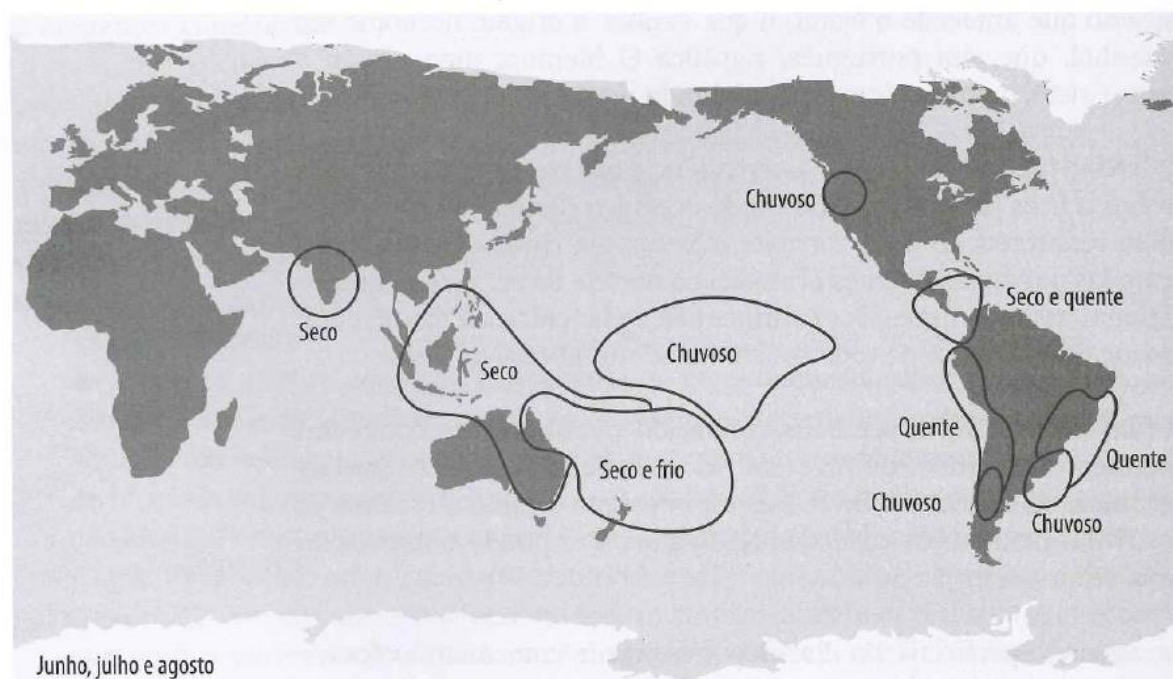 Chuvoso
Seco
Seco e quente
Chuvoso
Seco
Quente
Seco e frio
Quente
Chuvoso
Chuvoso
Junho, julho e agosto